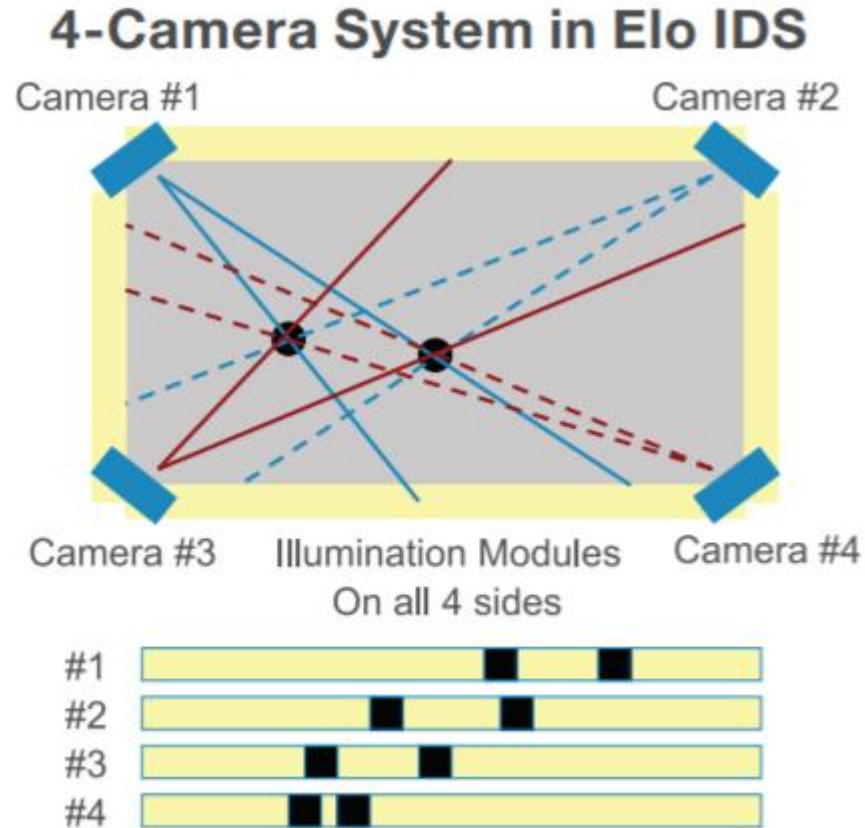 4-Camera System in Elo IDS
Camera #1
Camera #2
Camera #3
Illumination Modules
On all 4 sides
Camera #4
#1
#2
#3
#4